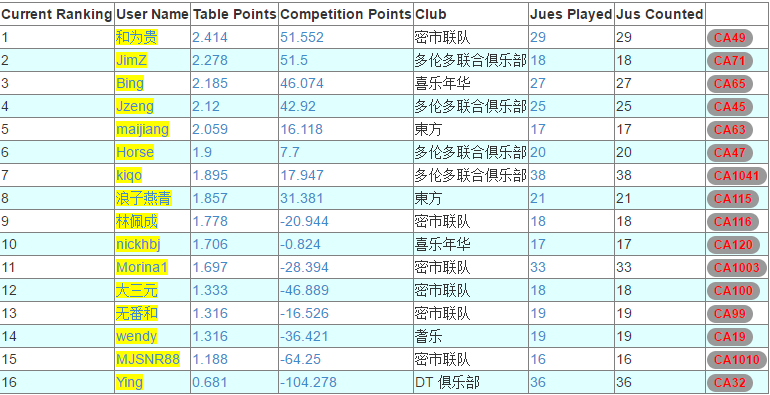 Current Ranking User Name Table Points Competition Points Club Jues Played Jus Counted
1 和为贵 2.414 51.552 密市联队 29 29 CA49
2 JimZ 2.278 51.5 多伦多联合俱乐部 18 18 CA71
3 Bing 2.185 46.074 喜乐年华 27 27 CA65
4 Jzeng 2.12 42.92 多伦多联合俱乐部 25 25 CA45
5 maijiang 2.059 16.118 東方 17 17 CA63
6 Horse 1.9 7.7 多伦多联合俱乐部 20 20 CA47
7 kiqo 1.895 17.947 多伦多联合俱乐部 38 38 CA1041
8 浪子燕青 1.857 31.381 東方 21 21 CA115
9 林佩成 1.778 -20.944 密市联队 18 18 CA116
10 nickhbj 1.706 -0.824 喜乐年华 17 17 CA120
11 Morina1 1.697 -28.394 密市联队 33 33 CA1003
12 大三元 1.333 -46.889 密市联队 18 18 CA100
13 无番和 1.316 -16.526 密市联队 19 19 CA99
14 wendy 1.316 -36.421 耆乐 19 19 CA19
15 MJSNR88 1.188 -64.25 密市联队 16 16 CA1010
16 Ying 0.681 -104.278 DT 俱乐部 36 36 CA32